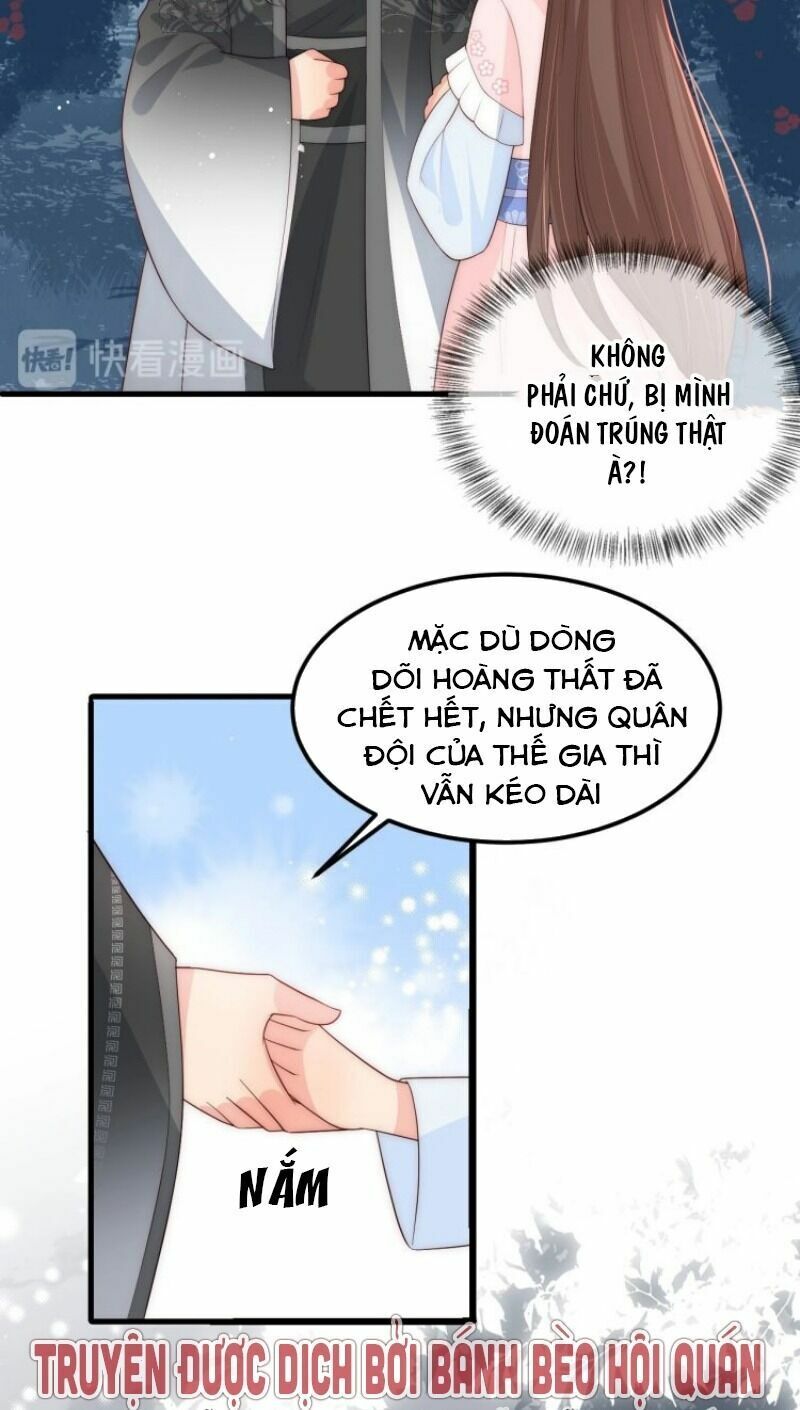 快看! 快看漫画
KHÔNG
PHẢI CHỨ, BỊ MÌNH
ĐOÁN TRÚNG THẬT
À?!
MẶC DÙ DÒNG
DÕI HOÀNG THẤT ĐÃ
CHẾT HẾT, NHƯNG QUÂN
ĐỘI CỦA THẾ GIA THÌ
VẪN KÉO DÀI
NẮM
TRUYỆN ĐƯỢC DỊCH BỞI BÁNH BÈO HỘI QUÁN